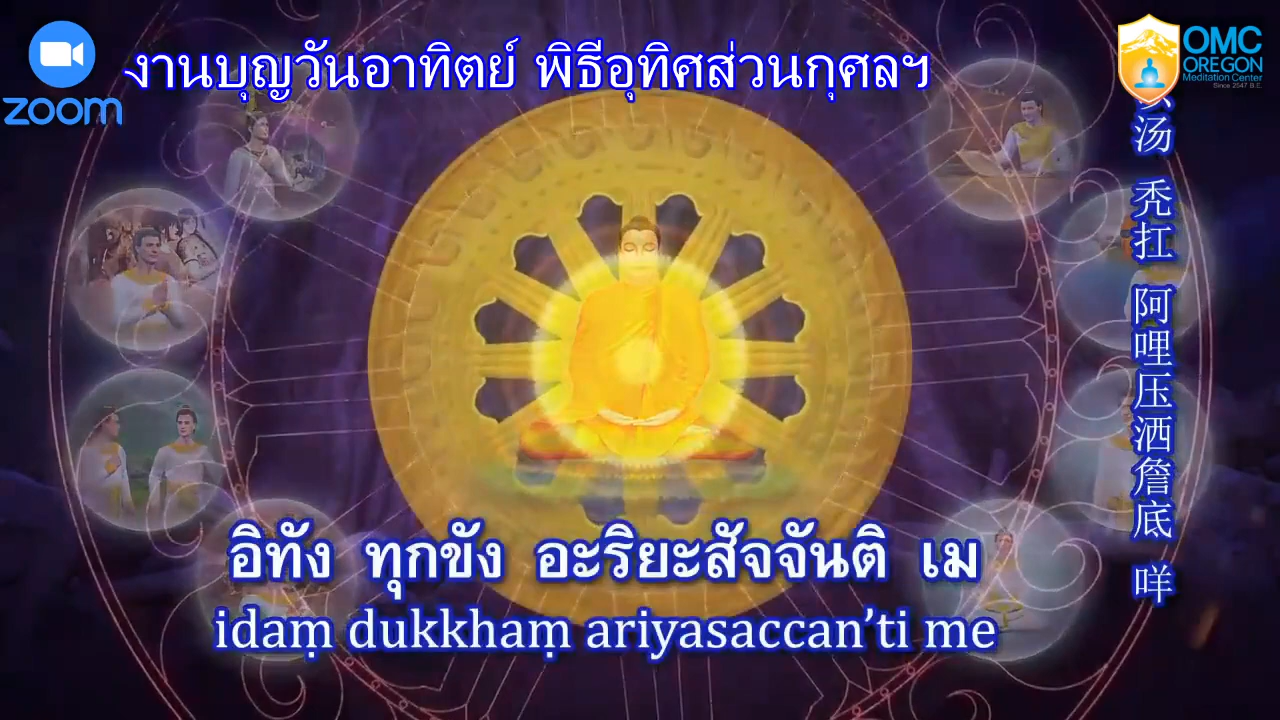 zoom
งานบุญวันอาทิตย์ พิธีอุทิศส่วนกุศลฯ
OMC
OREGON
Meditation Center
Since 2547 B.E.
汤 秃扛 阿哩压洒詹底 咩
อิทัง ทุกขัง อะริยะสัจจันติ เม
idaṃ dukkhaṃ ariyasaccan’ti me